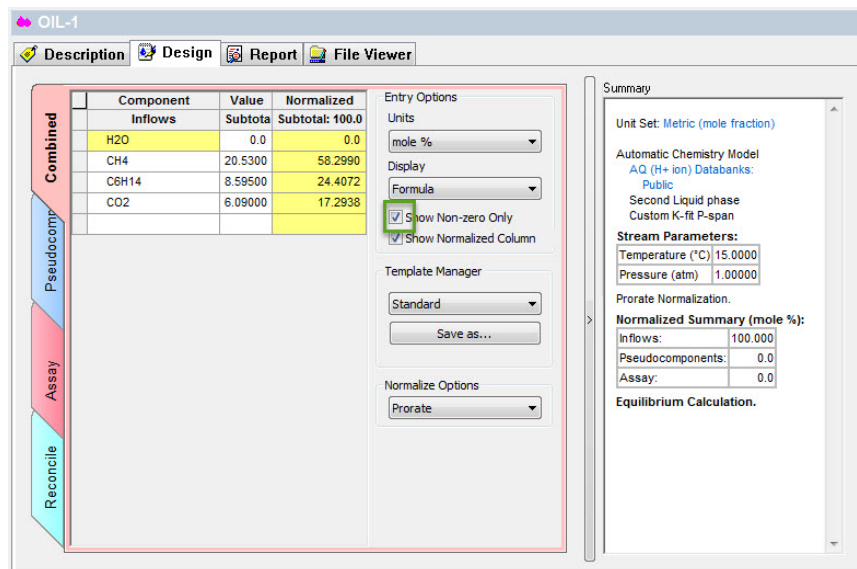 OIL-1
Description Design Report File Viewer
Combined
Pseudocomp
Assay
Reconcile
Component Value Normalized
Inflows Subtota Subtotal: 100.0
H2O 0.0 0.0
CH4 20.5300 58.2990
C6H14 8.59500 24.4072
CO2 6.09000 17.2938
Entry Options
Units
mole %
Display
Formula
Show Non-zero Only
Show Normalized Column
Template Manager
Standard
Save as...
Normalize Options
Prorate
>
Summary
Unit Set: Metric (mole fraction)
Automatic Chemistry Model
AQ (H+ ion) Databanks:
Public
Second Liquid phase
Custom K-fit P-span
Stream Parameters:
Temperature (°C) 15.0000
Pressure (atm) 1.00000
Prorate Normalization.
Normalized Summary (mole %):
Inflows: 100.000
Pseudocomponents: 0.0
Assay: 0.0
Equilibrium Calculation.